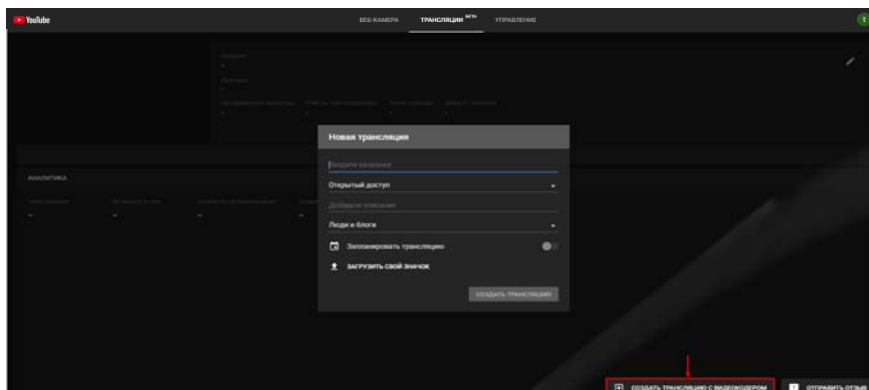 YouTube
ВЕБ-КАМЕРА ТРАНСЛЯЦИИ БЕТА УПРАВЛЕНИЕ
t
Новая трансляция
Введите название
Открытый доступ
Добавьте описание
Люди и блоги
Запланировать трансляцию
ЗАГРУЗИТЬ СВОЙ ЗНАЧОК
СОЗДАТЬ ТРАНСЛЯЦИЮ
АНАЛИТИКА
СОЗДАТЬ ТРАНСЛЯЦИЮ С ВИДЕОКОДЕРОМ
ОТПРАВИТЬ ОТЗЫВ